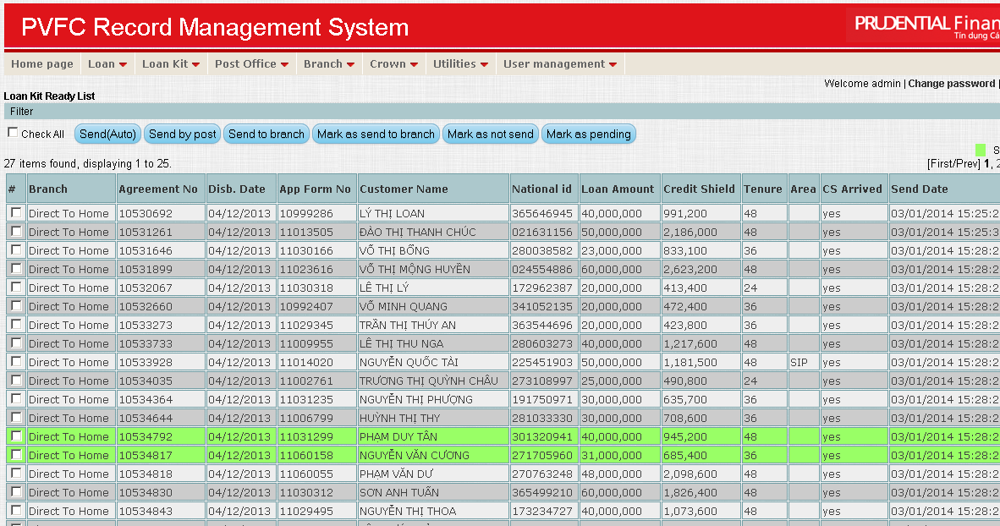 PVFC Record Management System
PRUDENTIAL Finan
Tín dụng Cá
Home page Loan Loan Kit Post Office Branch Crown Utilities User management
Welcome admin | Change password |
Loan Kit Ready List
Filter
Check All Send(Auto) Send by post Send to branch Mark as send to branch Mark as not send Mark as pending
S
27 items found, displaying 1 to 25. [First/Prev] 1, 2
# Branch Agreement No Disb. Date App Form No Customer Name National id Loan Amount Credit Shield Tenure Area CS Arrived Send Date
Direct To Home 10530692 04/12/2013 10999286 LÝ THỊ LOAN 365646945 40,000,000 991,200 48 yes 03/01/2014 15:25:2
Direct To Home 10531261 04/12/2013 11013505 ĐÀO THỊ THANH CHÚC 021631156 50,000,000 2,186,000 48 yes 03/01/2014 15:25:3
Direct To Home 10531646 04/12/2013 11030166 VÕ THỊ BỔNG 280038582 23,000,000 833,100 36 yes 03/01/2014 15:28:2
Direct To Home 10531899 04/12/2013 11023616 VÕ THỊ MỘNG HUYỀN 024554886 60,000,000 2,623,200 48 yes 03/01/2014 15:28:2
Direct To Home 10532067 04/12/2013 11030318 LÊ THỊ LÝ 172962387 20,000,000 413,400 24 yes 03/01/2014 15:28:2
Direct To Home 10532660 04/12/2013 10992407 VÕ MINH QUANG 341052135 20,000,000 472,400 36 yes 03/01/2014 15:28:2
Direct To Home 10533273 04/12/2013 11029345 TRẦN THỊ THÚY AN 363544696 20,000,000 423,800 36 yes 03/01/2014 15:28:2
Direct To Home 10533733 04/12/2013 11009955 LÊ THỊ THU NGA 280603273 40,000,000 1,217,600 48 yes 03/01/2014 15:28:2
Direct To Home 10533928 04/12/2013 11014020 NGUYỄN QUỐC TÀI 225451903 50,000,000 1,181,500 48 SIP yes 03/01/2014 15:28:2
Direct To Home 10534035 04/12/2013 11002761 TRƯƠNG THỊ QUỲNH CHÂU 273108997 25,000,000 490,800 24 yes 03/01/2014 15:28:2
Direct To Home 10534364 04/12/2013 11031235 NGUYỄN THỊ PHƯỢNG 191750971 30,000,000 635,700 36 yes 03/01/2014 15:28:2
Direct To Home 10534644 04/12/2013 11006799 HUỲNH THỊ THY 281033330 30,000,000 708,600 36 yes 03/01/2014 15:28:2
Direct To Home 10534792 04/12/2013 11031299 PHẠM DUY TÂN 301320941 40,000,000 945,200 48 yes 03/01/2014 15:28:2
Direct To Home 10534817 04/12/2013 11060158 NGUYỄN VĂN CƯƠNG 271705960 31,000,000 685,400 36 yes 03/01/2014 15:28:2
Direct To Home 10534818 04/12/2013 11060055 PHẠM VĂN DƯ 270763248 48,000,000 2,098,600 48 yes 03/01/2014 15:28:2
Direct To Home 10534830 04/12/2013 11030312 SƠN ANH TUẤN 365499210 60,000,000 1,826,400 48 yes 03/01/2014 15:28:2
Direct To Home 10534843 04/12/2013 11029495 NGUYỄN THỊ THOA 173234727 40,000,000 1,073,600 48 yes 03/01/2014 15:28:2